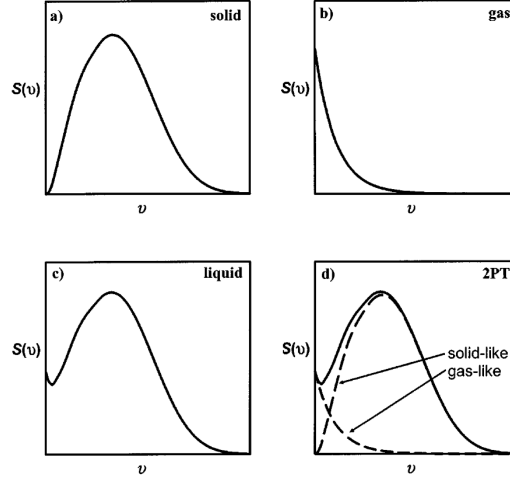 a) solid
S(υ)
υ
b) gas
S(υ)
υ
c) liquid
S(υ)
υ
d) 2PT
S(υ)
solid-like
gas-like
υ